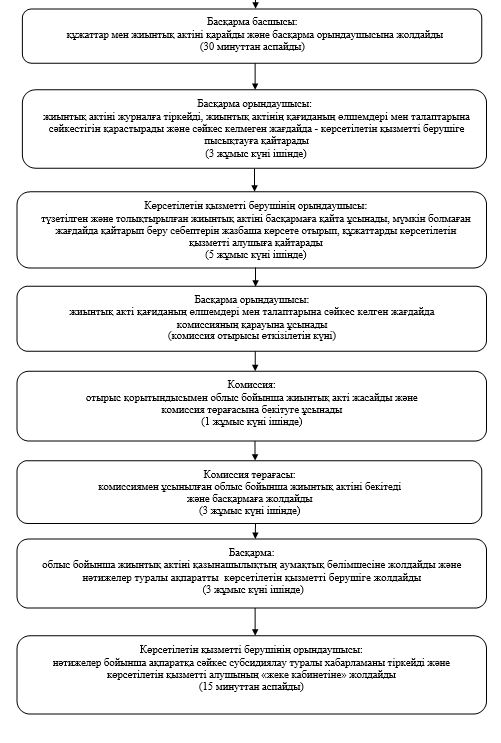 Басқарма басшысы:
құжаттар мен жиынтық актіні қарайды және басқарма орындаушысына жолдайды
(30 минуттан аспайды)
Басқарма орындаушысы:
жиынтық актіні журналға тіркейді, жиынтық актінің қағиданың өлшемдері мен талаптарына
сәйкестігін қарастырады және сәйкес келмеген жағдайда - көрсетілетін қызметті берушіге
пысықтауға қайтарады
(3 жұмыс күні ішінде)
Көрсетілетін қызметті берушінің орындаушысы:
түзетілген және толықтырылған жиынтық актіні басқармаға қайта ұсынады, мүмкін болмаған
жағдайда қайтарып беру себептерін жазбаша көрсете отырып, құжаттарды көрсетілетін
қызметті алушыға қайтарады
(5 жұмыс күні ішінде)
Басқарма орындаушысы:
жиынтық акті қағиданың өлшемдері мен талаптарына сәйкес келген жағдайда
комиссияның қарауына ұсынады
(комиссия отырысы өткізілетін күні)
Комиссия:
отырыс қорытындысымен облыс бойынша жиынтық акті жасайды және
комиссия төрағасына бекітуге ұсынады
(1 жұмыс күні ішінде)
Комиссия төрағасы:
комиссиямен ұсынылған облыс бойынша жиынтық актіні бекітеді
және басқармаға жолдайды
(3 жұмыс күні ішінде)
Басқарма:
облыс бойынша жиынтық актіні қазынашылықтың аумақтық бөлімшесіне жолдайды және
нәтижелер туралы ақпаратты көрсетілетін қызметті берушіге жолдайды
(3 жұмыс күні ішінде)
Көрсетілетін қызметті берушінің орындаушысы:
нәтижелер бойынша ақпаратқа сәйкес субсидиялау туралы хабарламаны тіркейді және
көрсетілетін қызметті алушының «жеке кабинетіне» жолдайды
(15 минуттан аспайды)